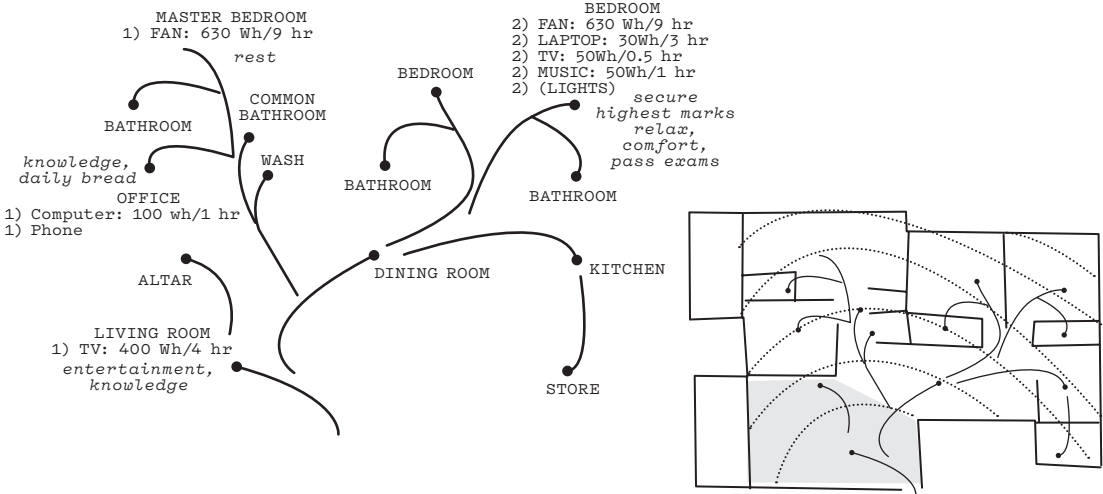 MASTER BEDROOM
1) FAN: 630 Wh/9 hr
rest
BATHROOM
COMMON
BATHROOM
WASH
knowledge,
daily bread
OFFICE
1) Computer: 100 wh/1 hr
1) Phone
ALTAR
LIVING ROOM
1) TV: 400 Wh/4 hr
entertainment,
knowledge
BEDROOM
BATHROOM
BEDROOM
2) FAN: 630 Wh/9 hr
2) LAPTOP: 30Wh/3 hr
2) TV: 50Wh/0.5 hr
2) MUSIC: 50Wh/1 hr
2) (LIGHTS)
secure
highest marks
relax,
comfort,
pass exams
BATHROOM
DINING ROOM
KITCHEN
STORE